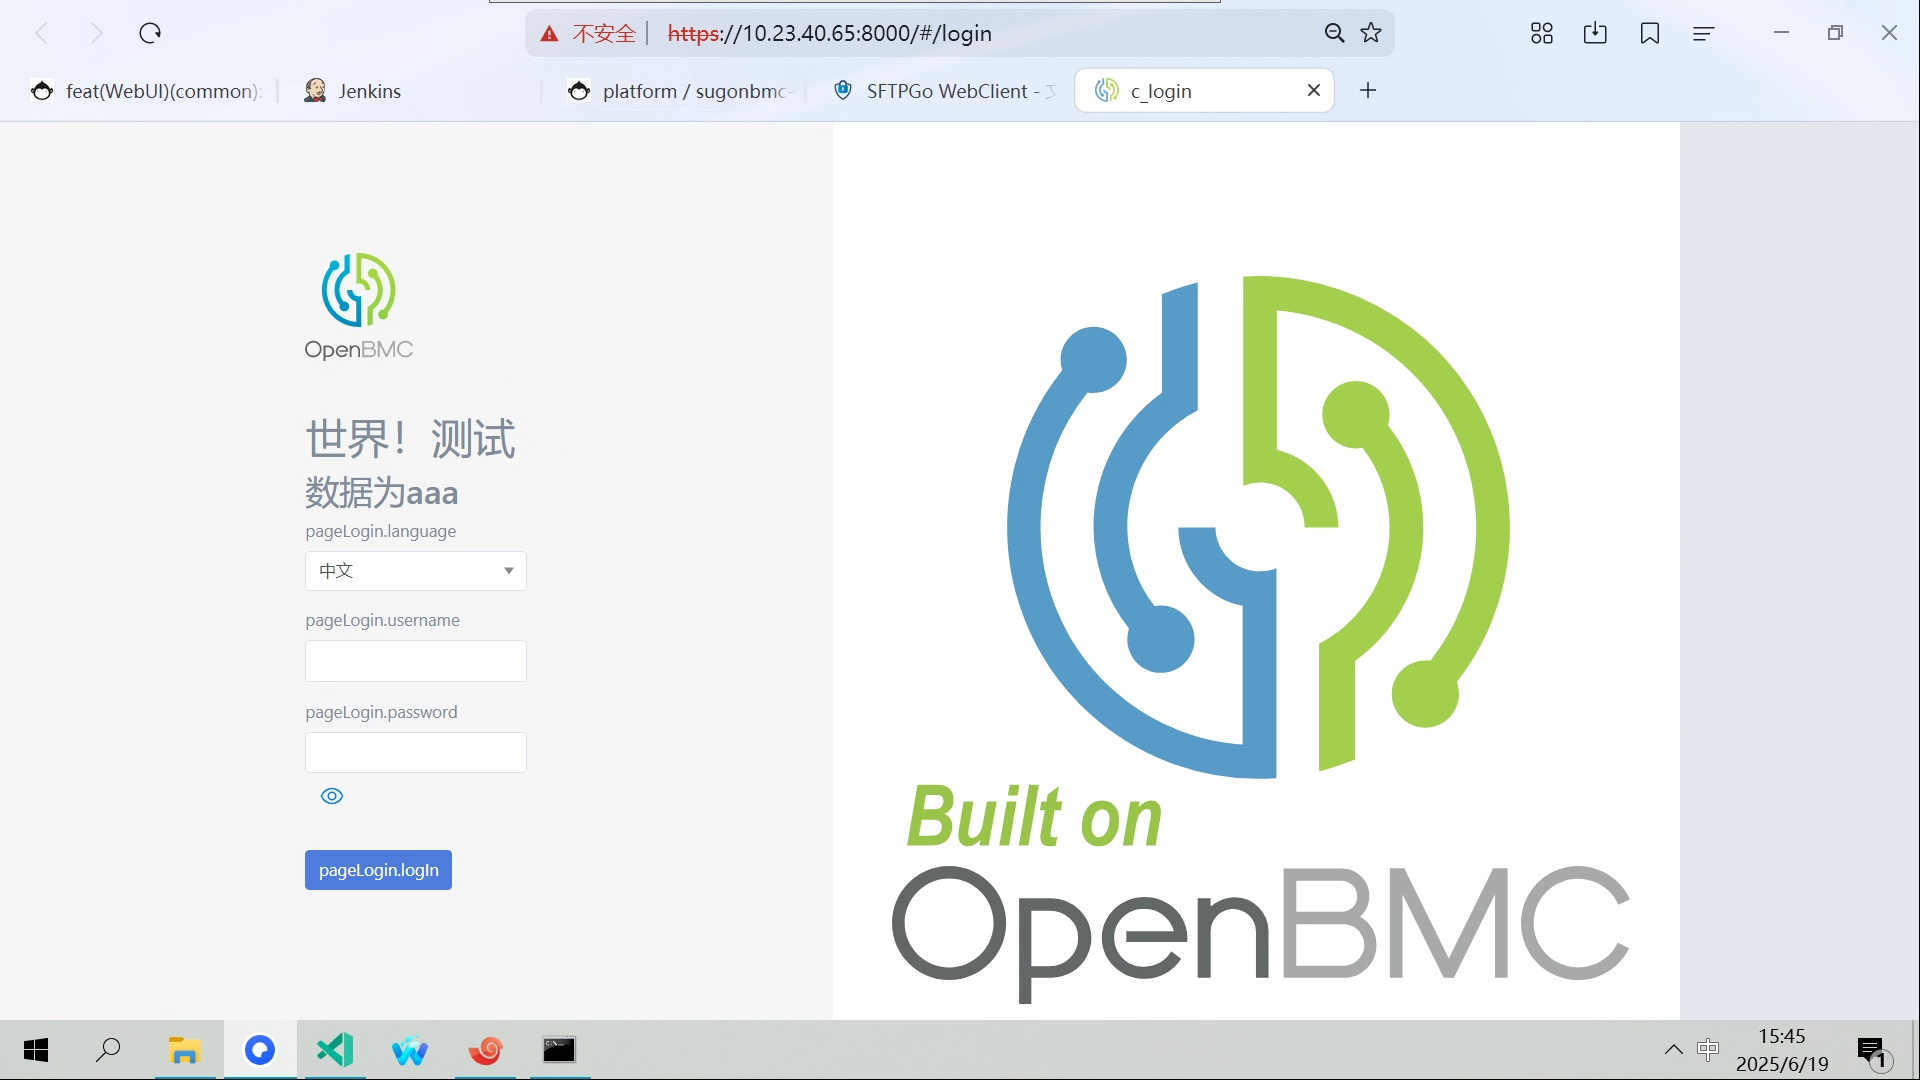 不安全 https://10.23.40.65:8000/#/login
feat(WebUI)(common):
Jenkins
platform / sugonbmc-
SFTPGo WebClient -
c_login
OpenBMC
世界！测试
数据为aaa
pageLogin.language
中文
pageLogin.username
pageLogin.password
pageLogin.logIn
Built on
OpenBMC
中
15:45
2025/6/19
1